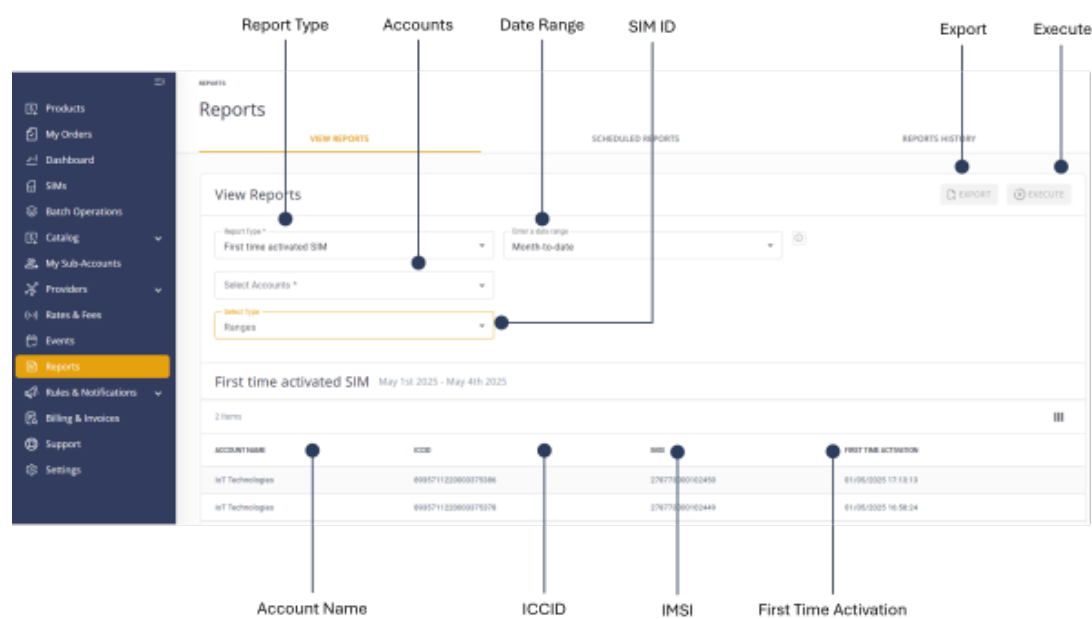 Report Type
Accounts
Date Range
SIM ID
Export
Execute
Products
My Orders
Dashboard
SIMs
Batch Operations
Catalog
My Sub-Accounts
Providers
Rates & Fees
Events
Reports
Rules & Notifications
Billing & Invoices
Support
Settings
REPORTS
Reports
VIEW REPORTS
SCHEDULED REPORTS
REPORTS HISTORY
View Reports
EXPORT
EXECUTE
Report Type *
First time activated SIM
Enter a date range
Month-to-date
Select Accounts *
Select Type
Ranges
First time activated SIM May 1st 2025 - May 4th 2025
2 Items
ACCOUNT NAME ICCID IMSI FIRST TIME ACTIVATION
IoT Technologies 01/05/2025 17:13:13
IoT Technologies 01/05/2025 16:58:24
Account Name
ICCID
IMSI
First Time Activation